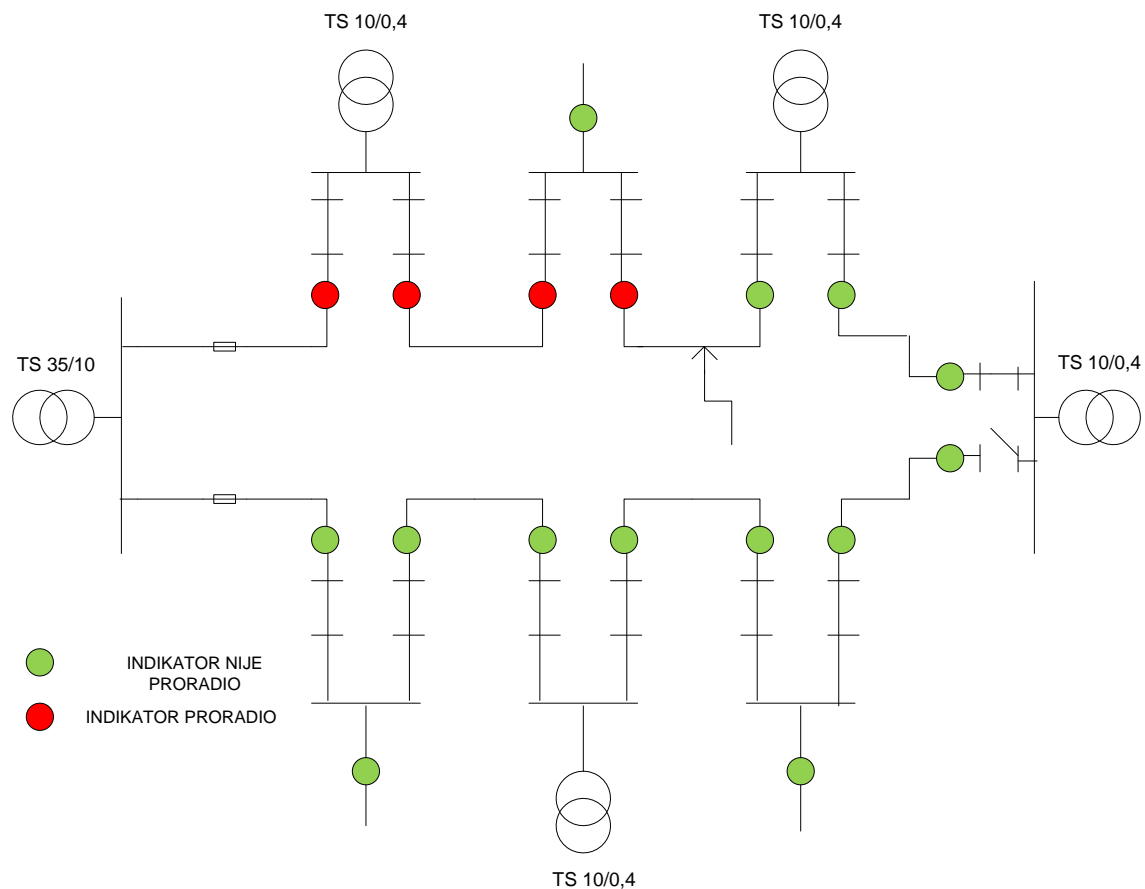 TS 10/0,4
TS 10/0,4
TS 35/10
TS 10/0,4
INDIKATOR NIJE
PRORADIO
INDIKATOR PRORADIO
TS 10/0,4